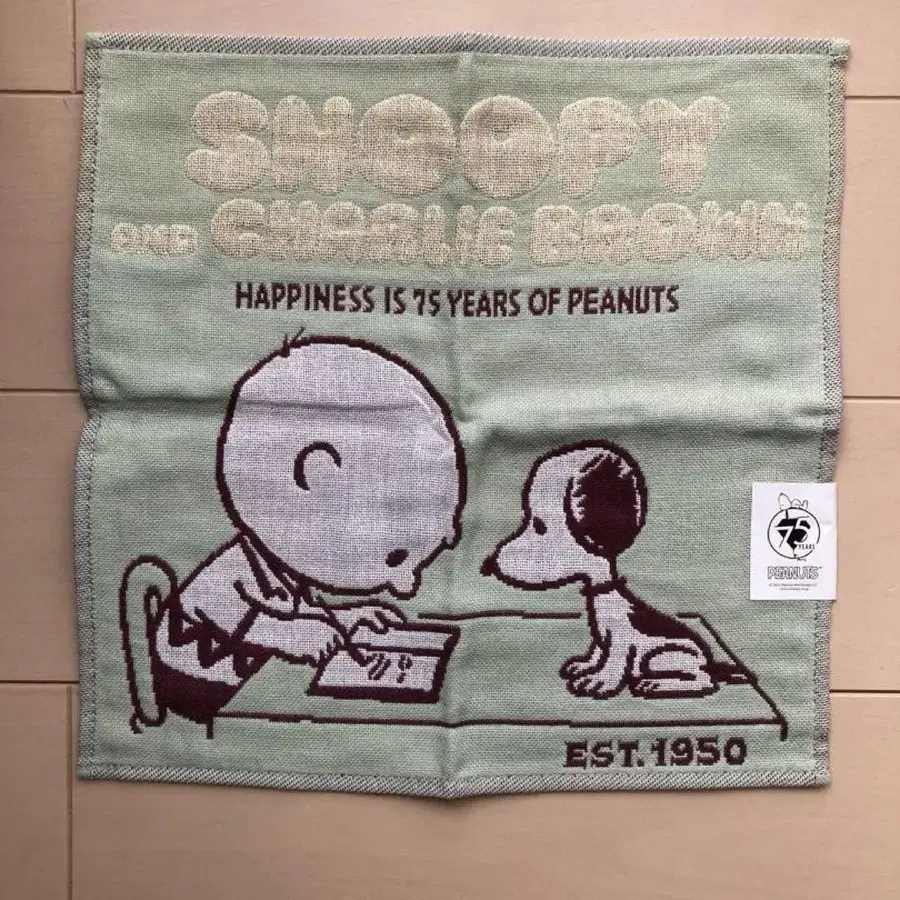 SNOOPY
AND CHARLIE BROWN
HAPPINESS IS 75 YEARS OF PEANUTS
75
YEARS
PEANUTS
EST. 1950